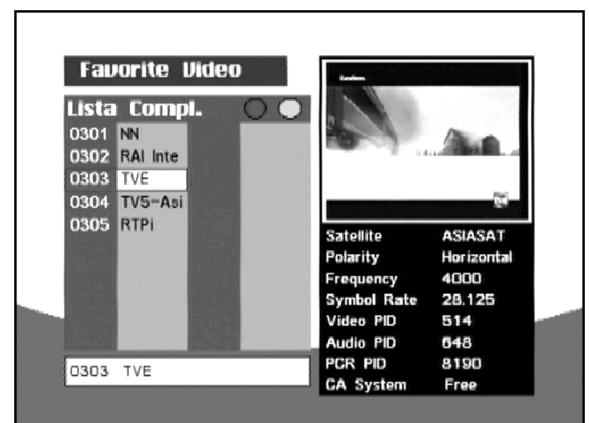 Favorite Video
Lista Compl.
0301 NN
0302 RAI Inte
0303 TVE
0304 TV5-Asi
0305 RTPi
0303 TVE
Satellite ASIASAT
Polarity Horizontal
Frequency 4000
Symbol Rate 28.125
Video PID 514
Audio PID 648
PCR PID 8190
CA System Free